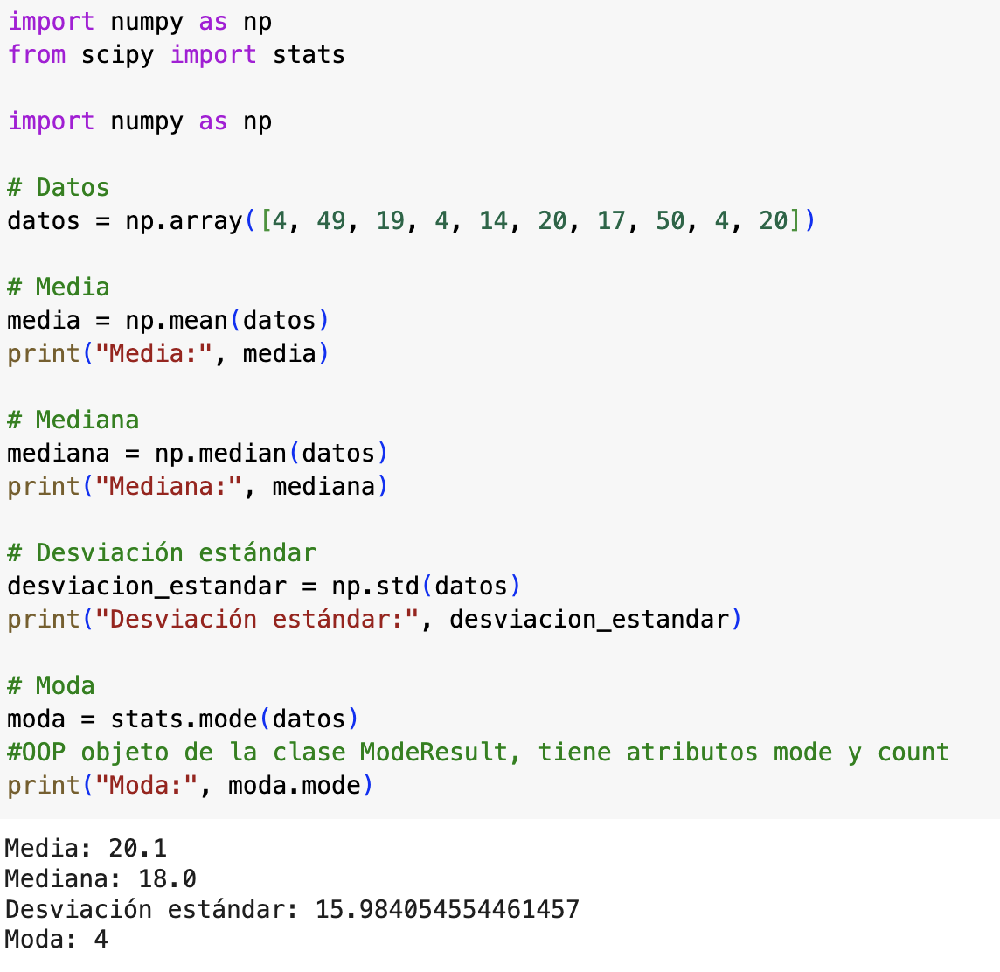 import numpy as np
from scipy import stats
import numpy as np
# Datos
datos = np.array([4, 49, 19, 4, 14, 20, 17, 50, 4, 20])
# Media
media = np.mean(datos)
print("Media:", media)
# Mediana
mediana = np.median(datos)
print("Mediana:", mediana)
# Desviación estándar
desviacion_estandar = np.std(datos)
print("Desviación estándar:", desviacion_estandar)
# Moda
moda = stats.mode(datos)
#OOP objeto de la clase ModeResult, tiene atributos mode y count
print("Moda:", moda.mode)
Media: 20.1
Mediana: 18.0
Desviación estándar: 15.984054554461457
Moda: 4